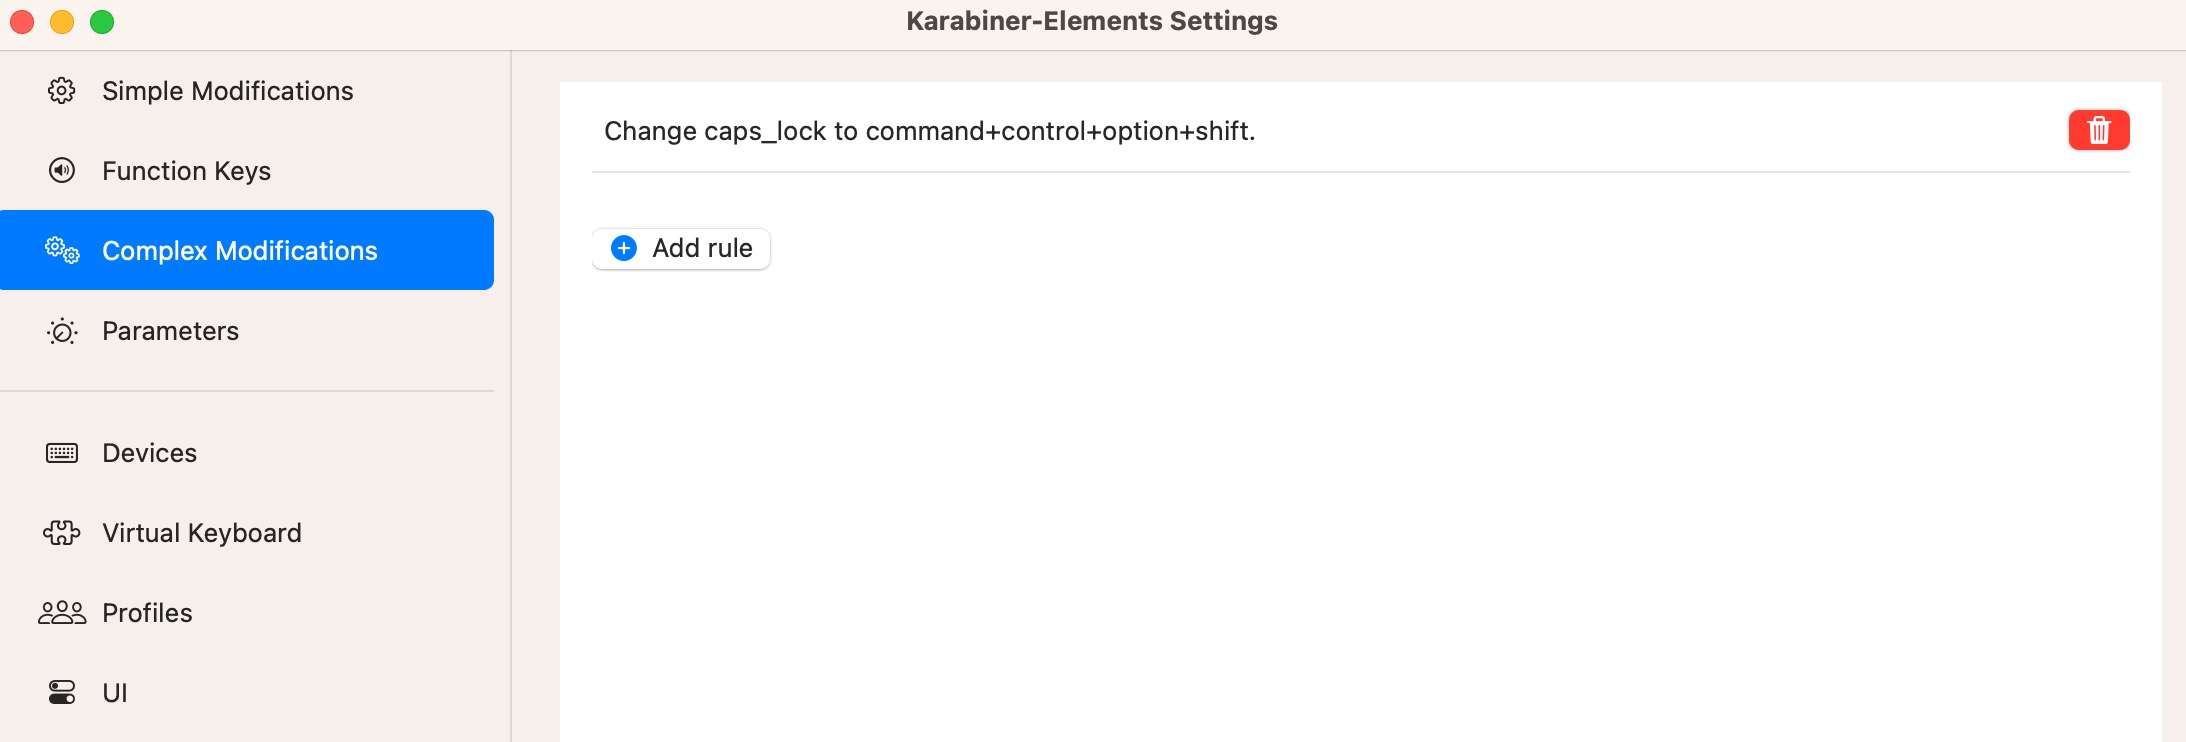 Karabiner-Elements Settings
Simple Modifications
Function Keys
Complex Modifications
Parameters
Devices
Virtual Keyboard
Profiles
UI
Change caps_lock to command+control+option+shift.
Add rule